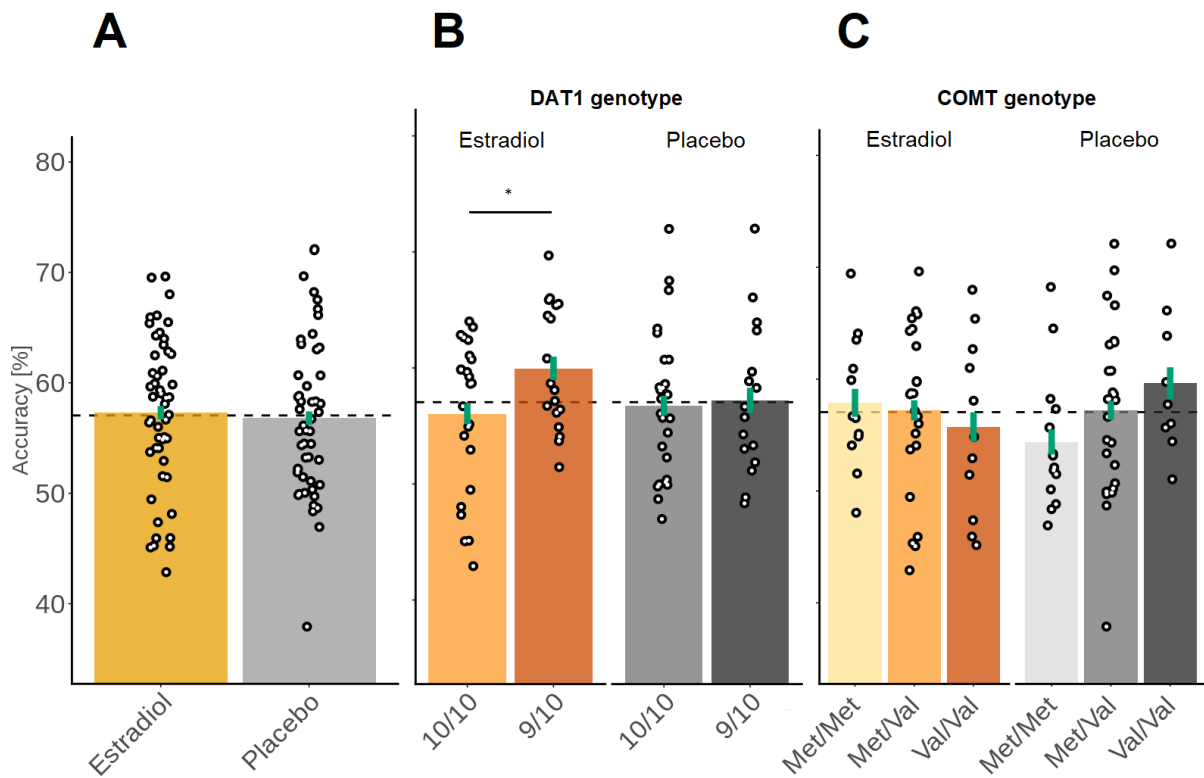 A
B
C
DAT1 genotype
COMT genotype
Estradiol
Placebo
Estradiol
Placebo
*
Accuracy [%]
80
70
60
50
40
Estradiol
Placebo
10/10
9/10
10/10
9/10
Met/Met
Met/Val
Val/Val
Met/Met
Met/Val
Val/Val